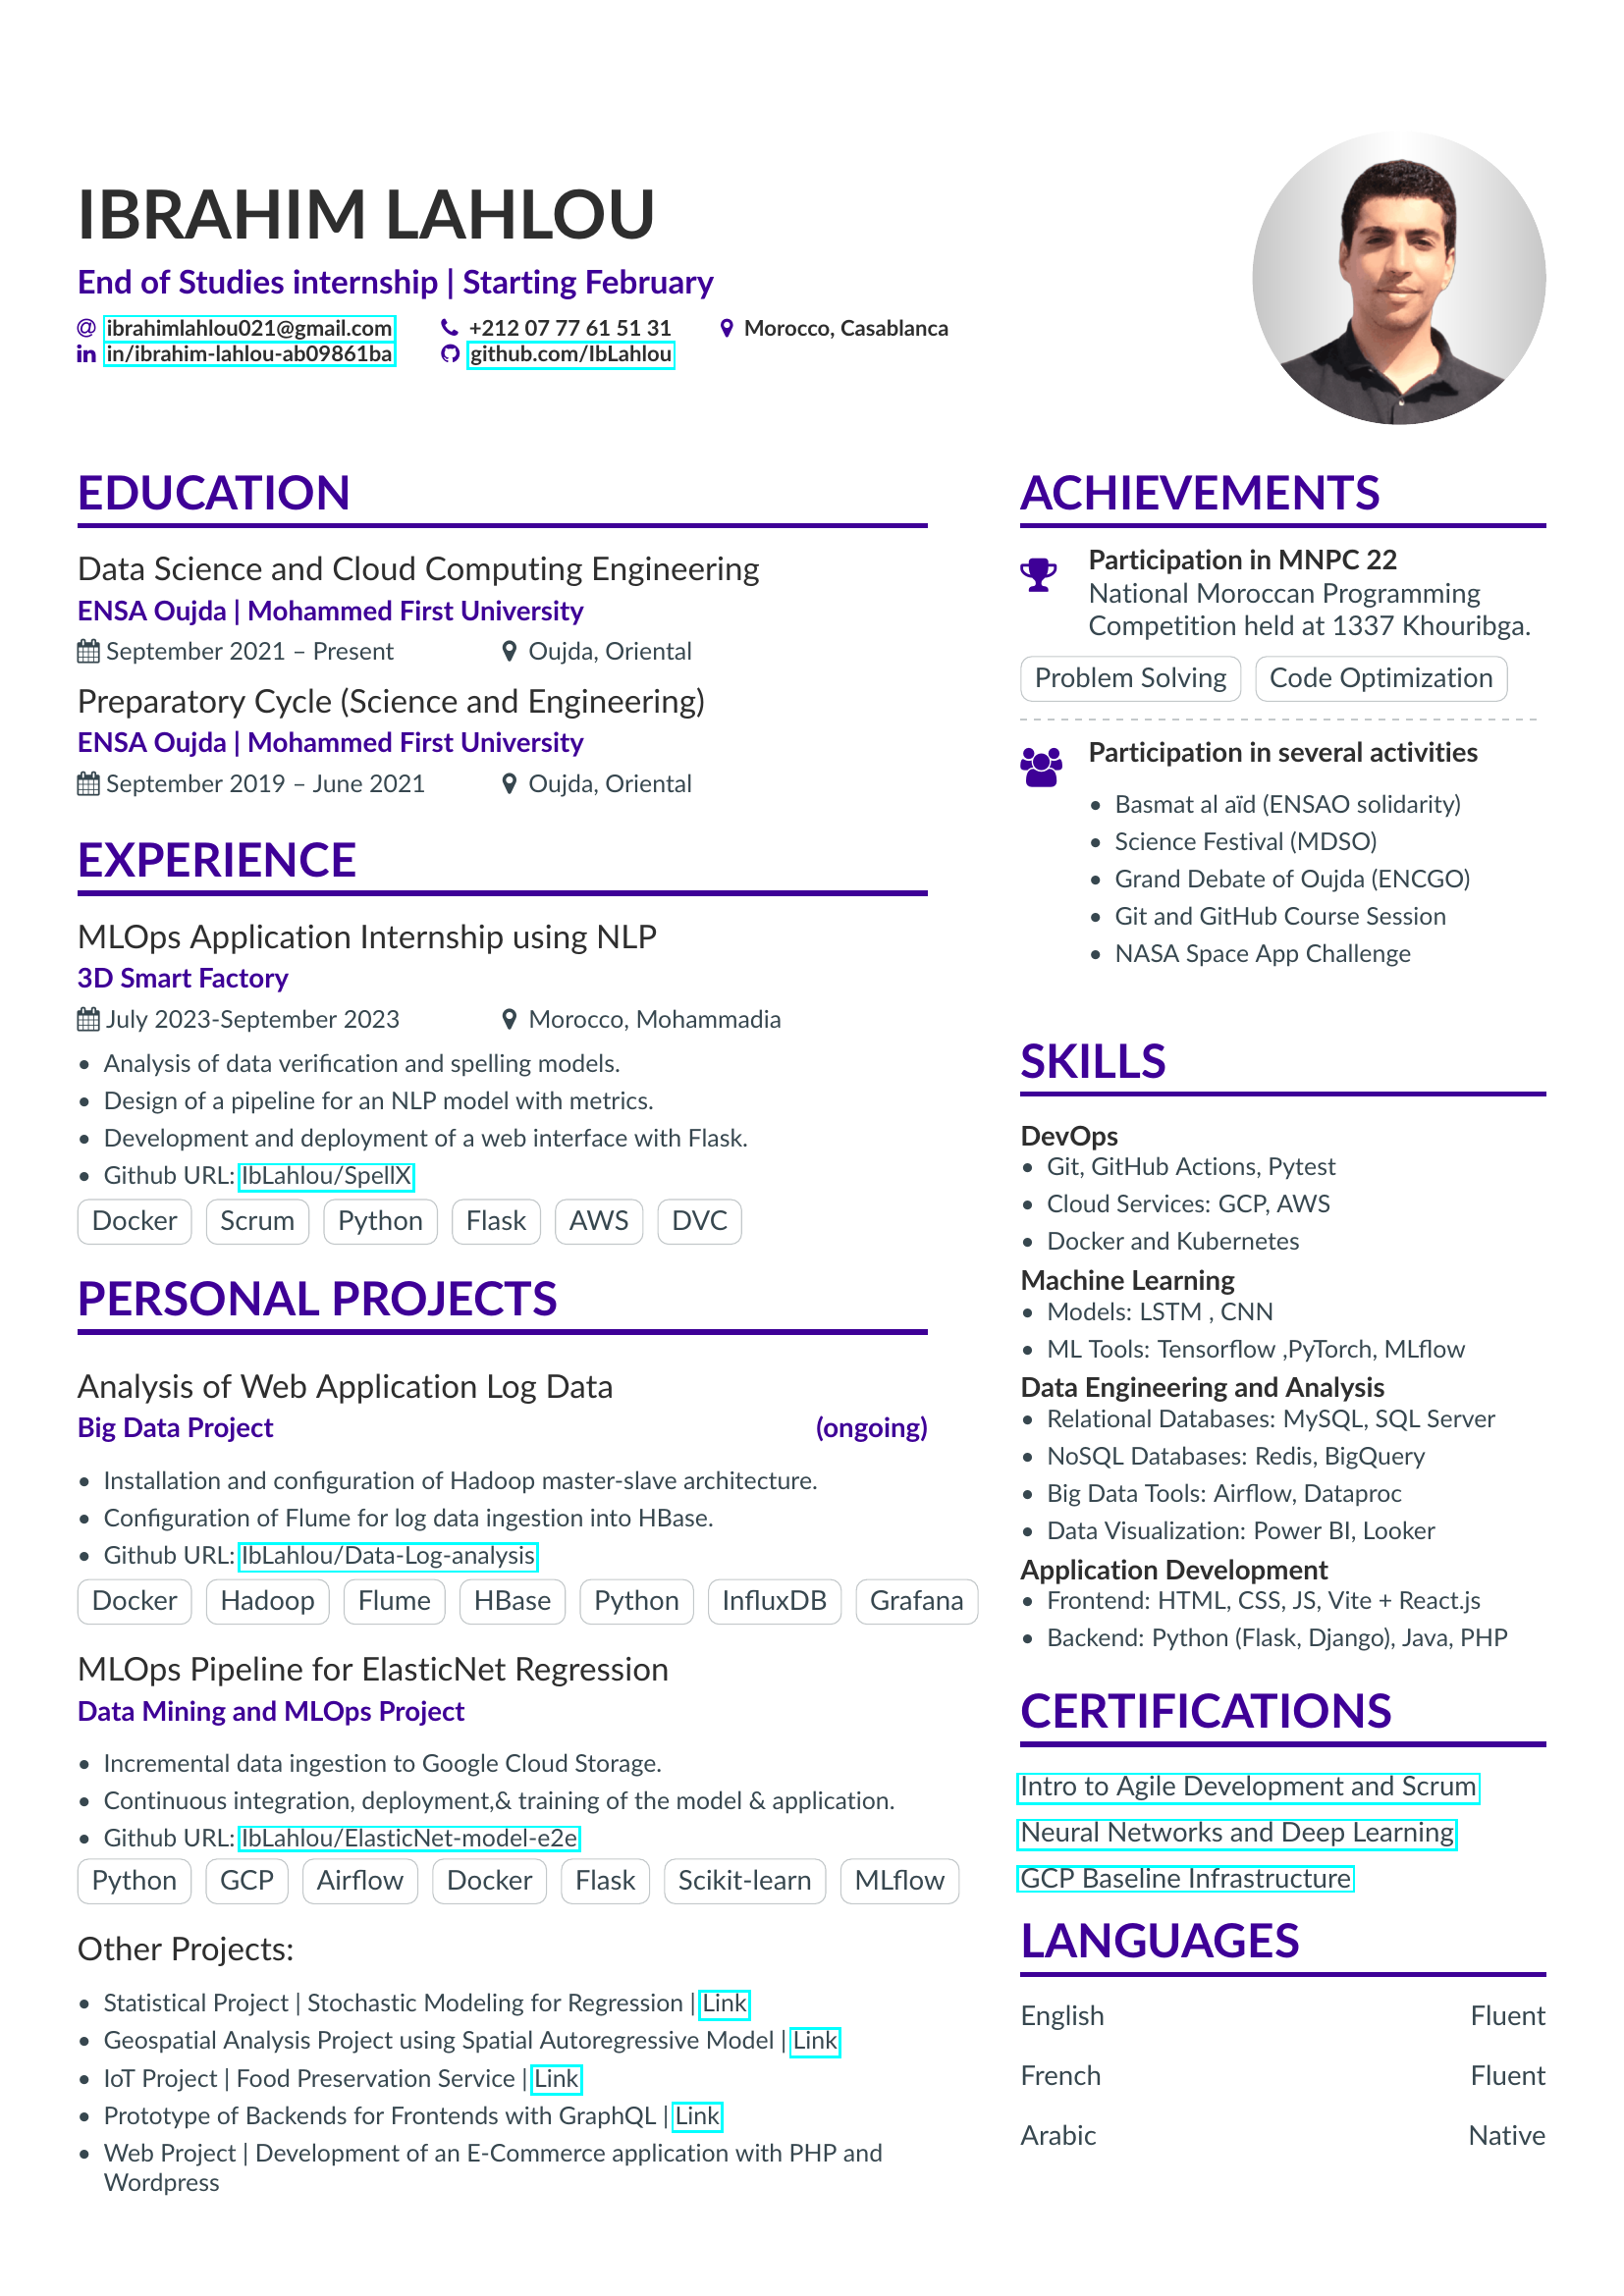 IBRAHIM LAHLOU
End of Studies internship | Starting February
@ ibrahimlahlou021@gmail.com +212 07 77 61 51 31 Morocco, Casablanca
in in/ibrahim-lahlou-ab09861ba github.com/IbLahlou
EDUCATION
Data Science and Cloud Computing Engineering
ENSA Oujda | Mohammed First University
September 2021 – Present Oujda, Oriental
Preparatory Cycle (Science and Engineering)
ENSA Oujda | Mohammed First University
September 2019 – June 2021 Oujda, Oriental
EXPERIENCE
MLOps Application Internship using NLP
3D Smart Factory
July 2023-September 2023 Morocco, Mohammadia
• Analysis of data verification and spelling models.
• Design of a pipeline for an NLP model with metrics.
• Development and deployment of a web interface with Flask.
• Github URL: IbLahlou/SpellX
Docker Scrum Python Flask AWS DVC
PERSONAL PROJECTS
Analysis of Web Application Log Data
Big Data Project (ongoing)
• Installation and configuration of Hadoop master-slave architecture.
• Configuration of Flume for log data ingestion into HBase.
• Github URL: IbLahlou/Data-Log-analysis
Docker Hadoop Flume HBase Python InfluxDB Grafana
MLOps Pipeline for ElasticNet Regression
Data Mining and MLOps Project
• Incremental data ingestion to Google Cloud Storage.
• Continuous integration, deployment,& training of the model & application.
• Github URL: IbLahlou/ElasticNet-model-e2e
Python GCP Airflow Docker Flask Scikit-learn MLflow
Other Projects:
• Statistical Project | Stochastic Modeling for Regression | Link
• Geospatial Analysis Project using Spatial Autoregressive Model | Link
• IoT Project | Food Preservation Service | Link
• Prototype of Backends for Frontends with GraphQL | Link
• Web Project | Development of an E-Commerce application with PHP and
Wordpress
ACHIEVEMENTS
Participation in MNPC 22
National Moroccan Programming
Competition held at 1337 Khouribga.
Problem Solving Code Optimization
Participation in several activities
• Basmat al aïd (ENSAO solidarity)
• Science Festival (MDSO)
• Grand Debate of Oujda (ENCGO)
• Git and GitHub Course Session
• NASA Space App Challenge
SKILLS
DevOps
• Git, GitHub Actions, Pytest
• Cloud Services: GCP, AWS
• Docker and Kubernetes
Machine Learning
• Models: LSTM , CNN
• ML Tools: Tensorflow ,PyTorch, MLflow
Data Engineering and Analysis
• Relational Databases: MySQL, SQL Server
• NoSQL Databases: Redis, BigQuery
• Big Data Tools: Airflow, Dataproc
• Data Visualization: Power BI, Looker
Application Development
• Frontend: HTML, CSS, JS, Vite + React.js
• Backend: Python (Flask, Django), Java, PHP
CERTIFICATIONS
Intro to Agile Development and Scrum
Neural Networks and Deep Learning
GCP Baseline Infrastructure
LANGUAGES
English Fluent
French Fluent
Arabic Native